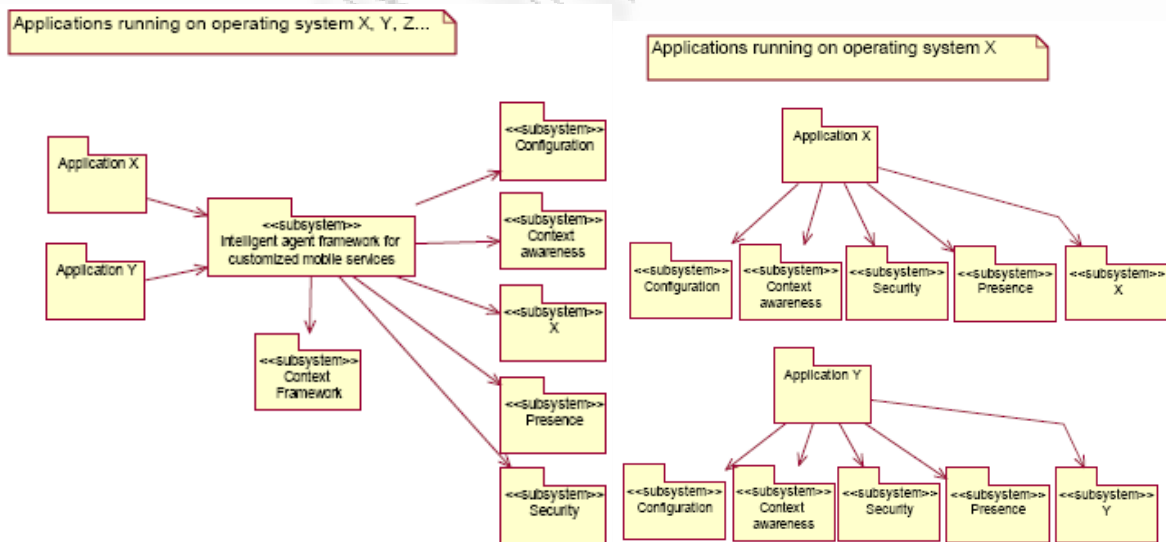 Applications running on operating system X, Y, Z...
Application X
Application Y
<<subsystem>>
Intelligent agent framework for
customized mobile services
<<subsystem>>
Context
Framework
<<subsystem>>
Configuration
<<subsystem>>
Context
awareness
<<subsystem>>
X
<<subsystem>>
Presence
<<subsystem>>
Security
Applications running on operating system X
Application X
<<subsystem>>
Configuration
<<subsystem>>
Context
awareness
<<subsystem>>
Security
<<subsystem>>
Presence
<<subsystem>>
X
Application Y
<<subsystem>>
Configuration
<<subsystem>>
Context
awareness
<<subsystem>>
Security
<<subsystem>>
Presence
<<subsystem>>
Y